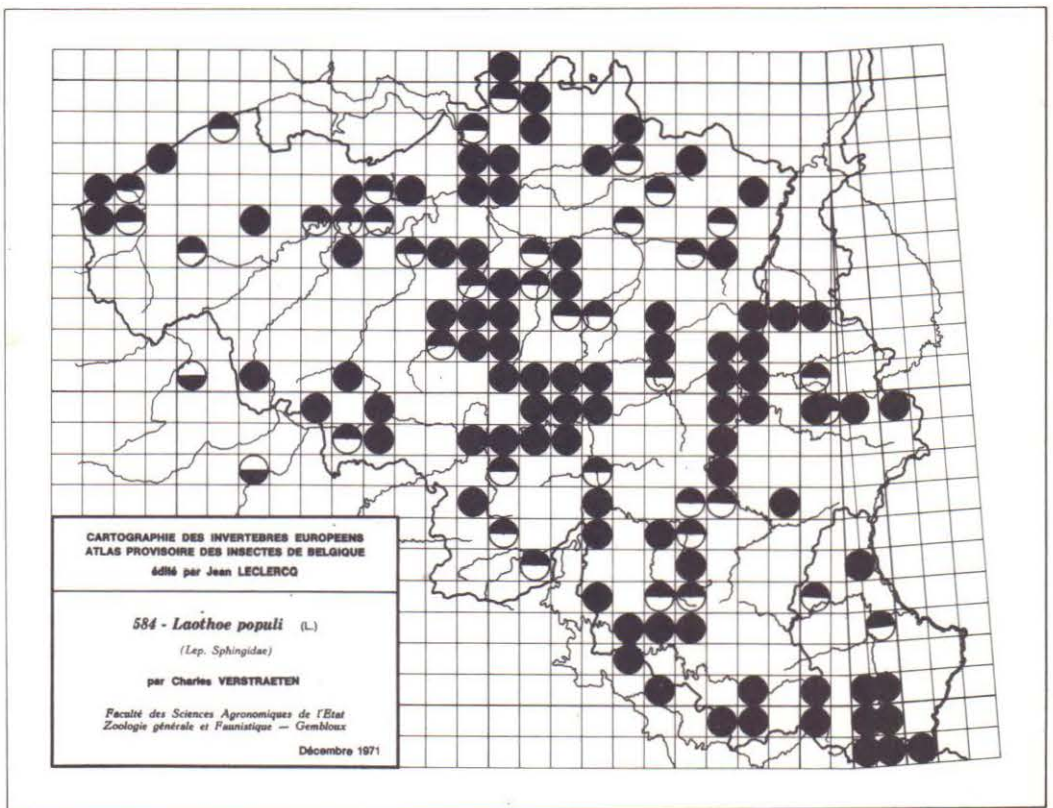 CARTOGRAPHIE DES INVERTEBRES EUROPEENS
ATLAS PROVISOIRE DES INSECTES DE BELGIQUE
édité par Jean LECLERCQ
584 - Laothoe populi (L.)
(Lep. Sphingidae)
par Charles VERSTRAETEN
Faculté des Sciences Agronomiques de l'Etat
Zoologie générale et Faunistique — Gembloux
Décembre 1971